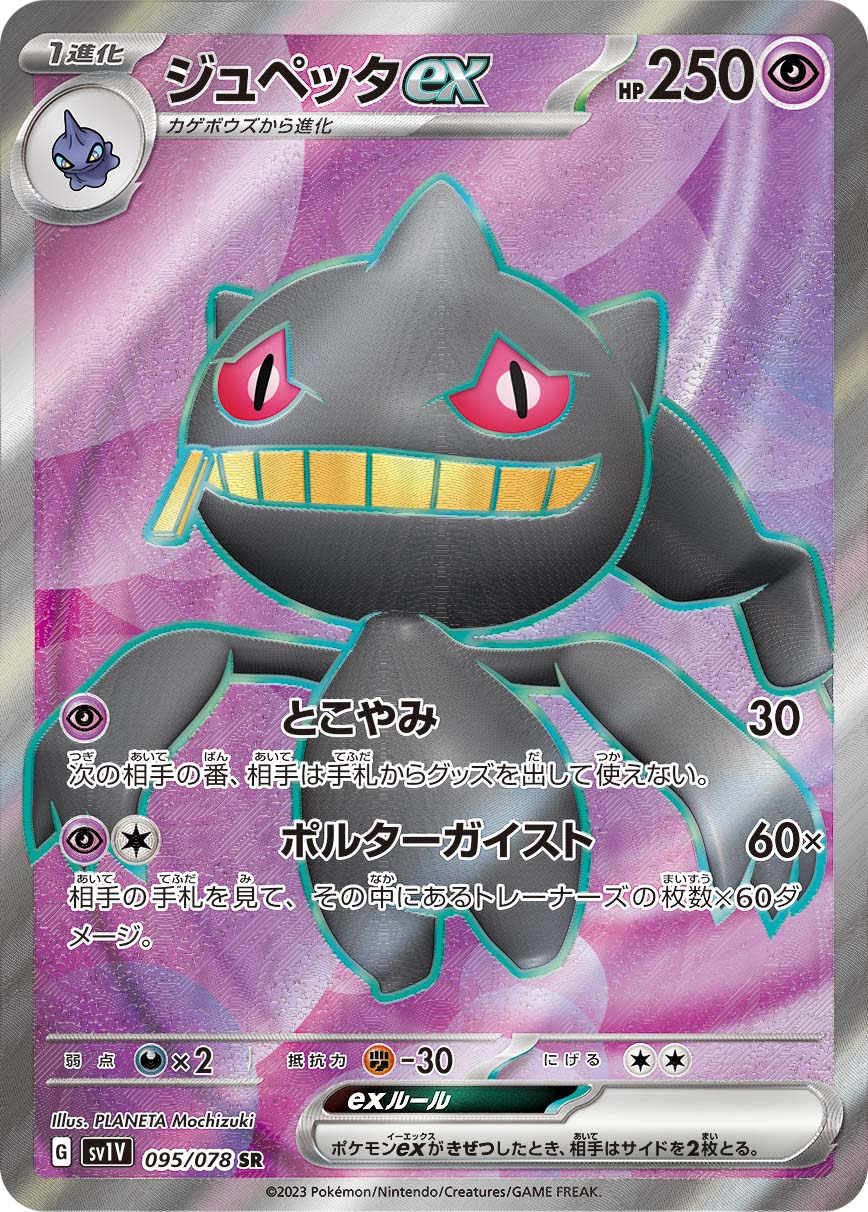 1進化
ジュペッタex
HP250
カゲボウズから進化
とこやみ 30
次の相手の番、相手は手札からグッズを出して使えない。
ポルターガイスト 60×
相手の手札を見て、その中にあるトレーナーズの枚数×60ダ
メージ。
弱点 ×2 抵抗力 -30 にげる
exルール
ポケモンexがきぜつしたとき、相手はサイドを2枚とる。
Illus. PLANETA Mochizuki
G sv1V 095/078 SR
©2023 Pokémon/Nintendo/Creatures/GAME FREAK.